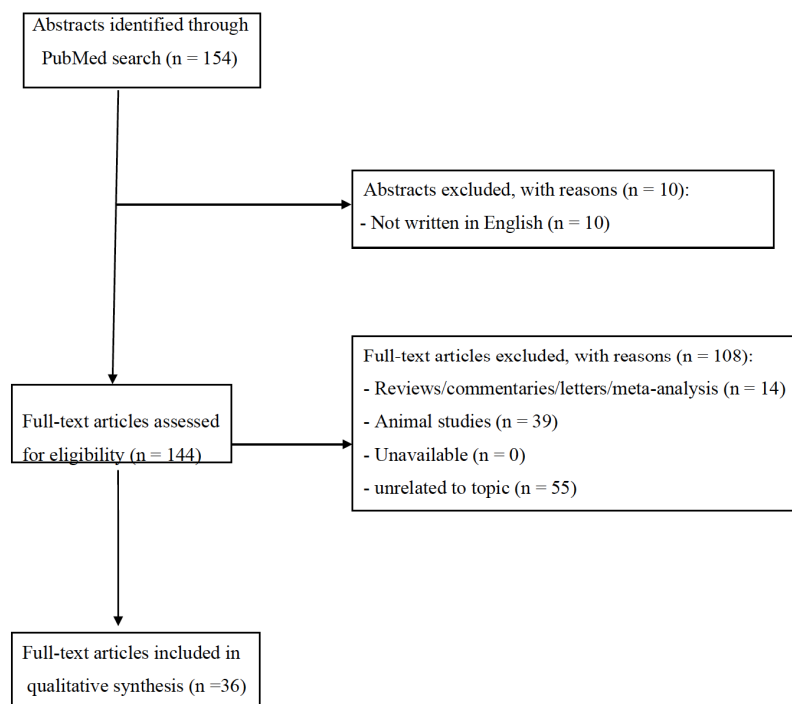 Abstracts identified through
PubMed search (n = 154)
Abstracts excluded, with reasons (n = 10):
- Not written in English (n = 10)
Full-text articles assessed
for eligibility (n = 144)
Full-text articles excluded, with reasons (n = 108):
- Reviews/commentaries/letters/meta-analysis (n = 14)
- Animal studies (n = 39)
- Unavailable (n = 0)
- unrelated to topic (n = 55)
Full-text articles included in
qualitative synthesis (n =36)